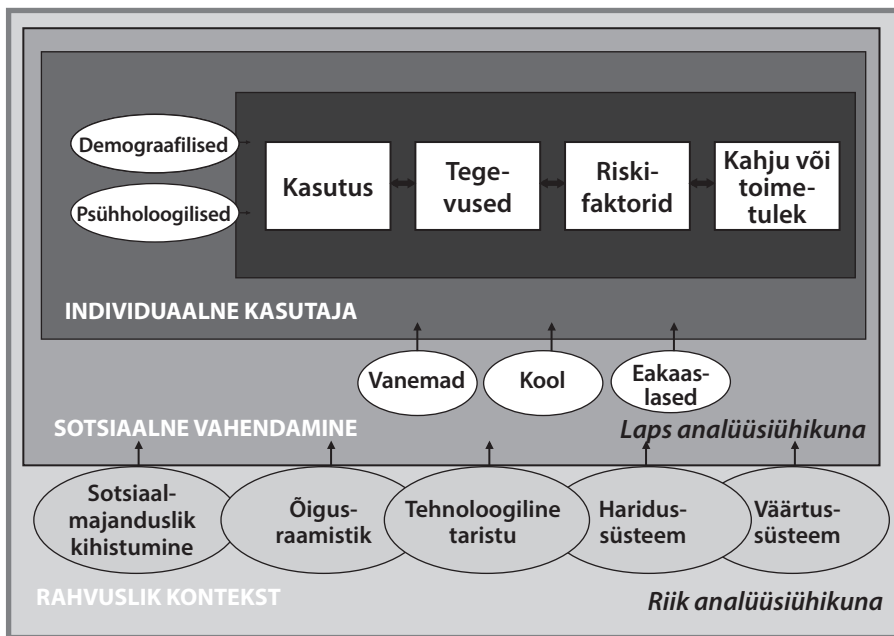 Demograafilised
Psühholoogilised
Kasutus
Tege-
vused
Riski-
faktorid
Kahju või
toime-
tulek
INDIVIDUAALNE KASUTAJA
Vanemad
Kool
Eakaas-
lased
SOTSIAALNE VAHENDAMINE
Laps analüüsiühikuna
Sotsiaal-
majanduslik
kihistumine
Õigus-
raamistik
Tehnoloogiline
taristu
Haridus-
süsteem
Väärtus-
süsteem
RAHVUSLIK KONTEKST
Riik analüüsiühikuna